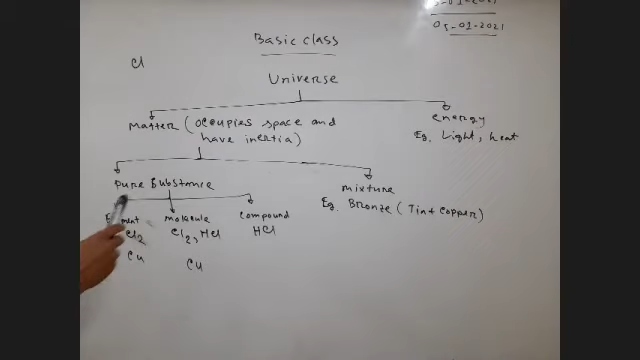 05-01-2021
Basic class
Cl
Universe
Matter (occupies space and have inertia)
energy
Eg. Light, heat
Pure Substance
mixture
Eg. Bronze (Tin + Copper)
molecule
compound
Cl2
Cl2, HCl
HCl
Cu
Cu